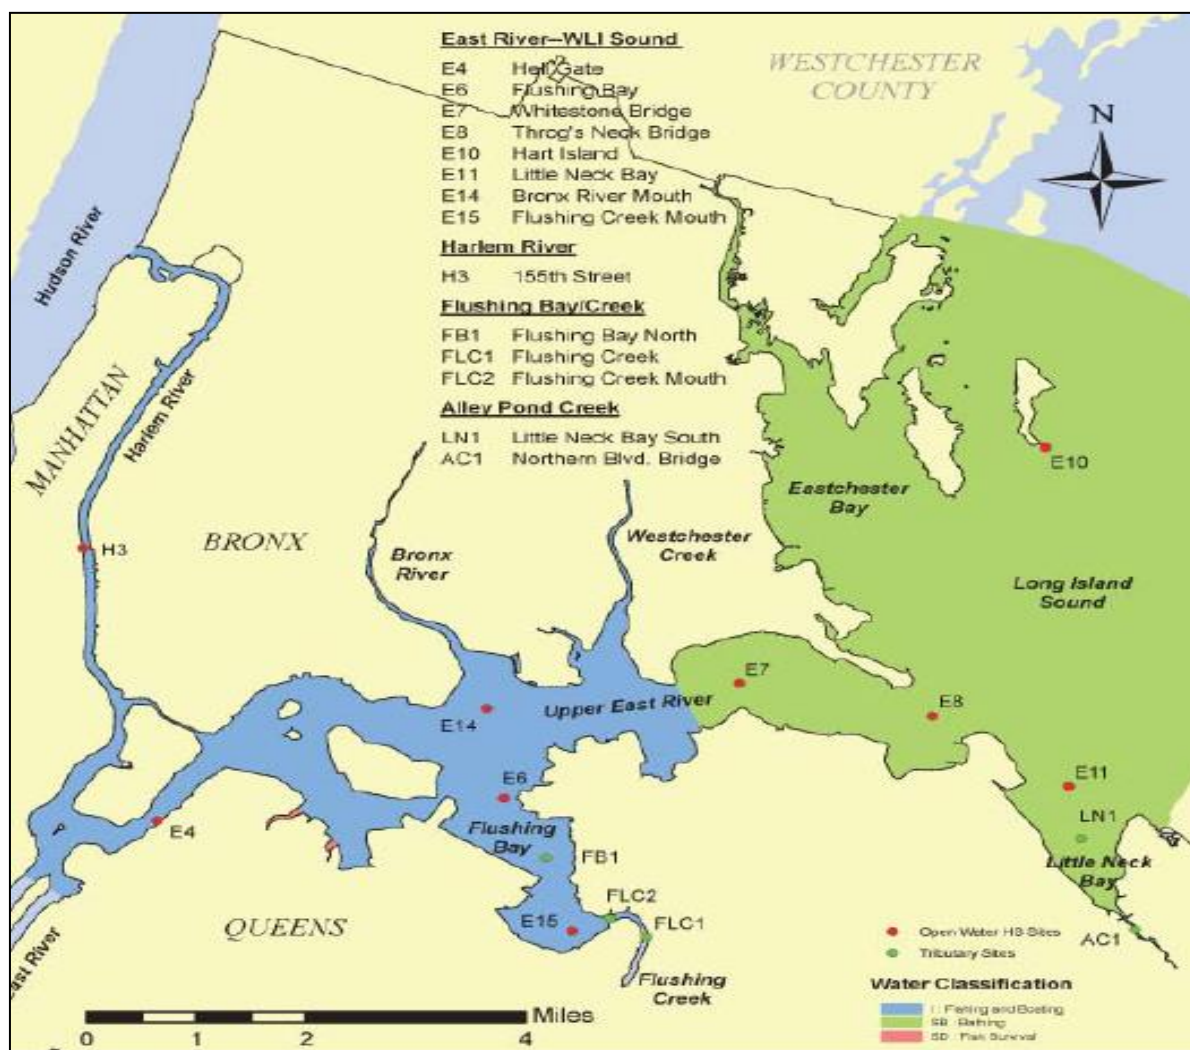 East River--WLI Sound
E4 Hell Gate
E6 Flushing Bay
E7 Whitestone Bridge
E8 Throg's Neck Bridge
E10 Hart Island
E11 Little Neck Bay
E14 Bronx River Mouth
E15 Flushing Creek Mouth
Harlem River
H3 155th Street
Flushing Bay/Creek
FB1 Flushing Bay North
FLC1 Flushing Creek
FLC2 Flushing Creek Mouth
Alley Pond Creek
LN1 Little Neck Bay South
AC1 Northern Blvd. Bridge
WESTCHESTER
COUNTY
N
Hudson River
MANHATTAN
Harlem River
H3
BRONX
Bronx
River
Westchester
Creek
Eastchester
Bay
E10
Long Island
Sound
E7
Upper East River
E14
E8
E6
E11
E4
Flushing
Bay
FB1
LN1
Little Neck
Bay
FLC2
E15
FLC1
AC1
QUEENS
East River
Flushing
Creek
Open Water HS Sites
Tributary Sites
Water Classification
I : Fishing and Boating
SB : Bathing
SD : Fish Survival
Miles
0 1 2 4